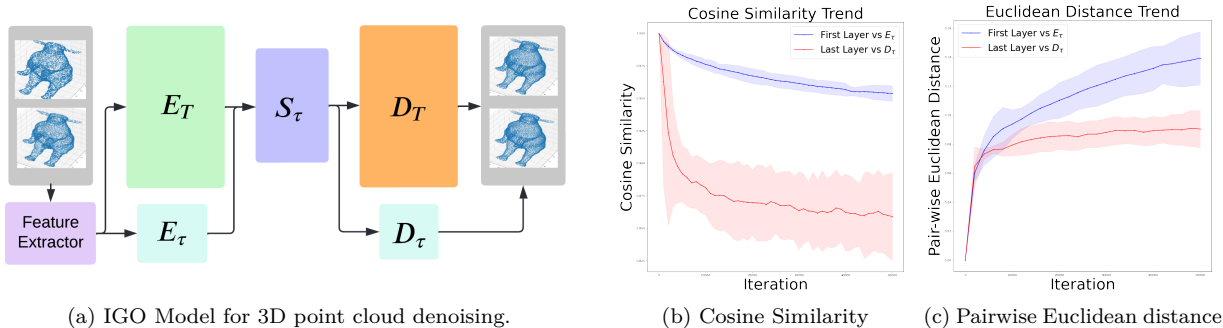 E_T
S_τ
D_T
Feature
Extractor
E_τ
D_τ
(a) IGO Model for 3D point cloud denoising.
Cosine Similarity Trend
First Layer vs E_τ
Last Layer vs D_τ
Cosine Similarity
Iteration
(b) Cosine Similarity
Euclidean Distance Trend
First Layer vs E_τ
Last Layer vs D_τ
Pair-wise Euclidean Distance
Iteration
(c) Pairwise Euclidean distance